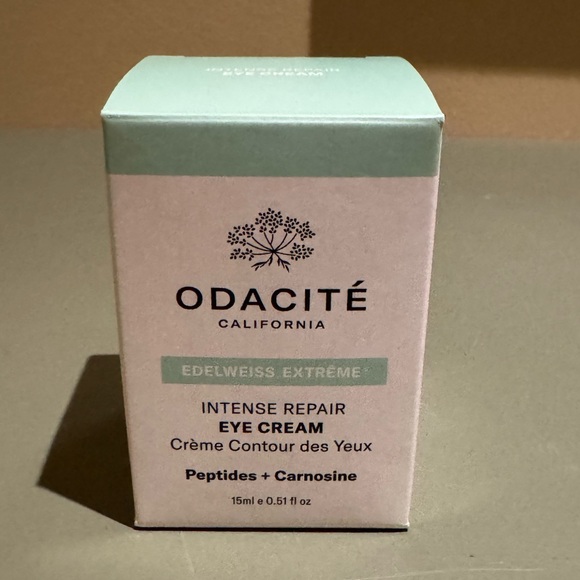 INTENSE REPAIR
EYE CREAM
ODACITÉ
CALIFORNIA
EDELWEISS EXTRÊME
INTENSE REPAIR
EYE CREAM
Crème Contour des Yeux
Peptides + Carnosine
15ml e 0.51 fl oz